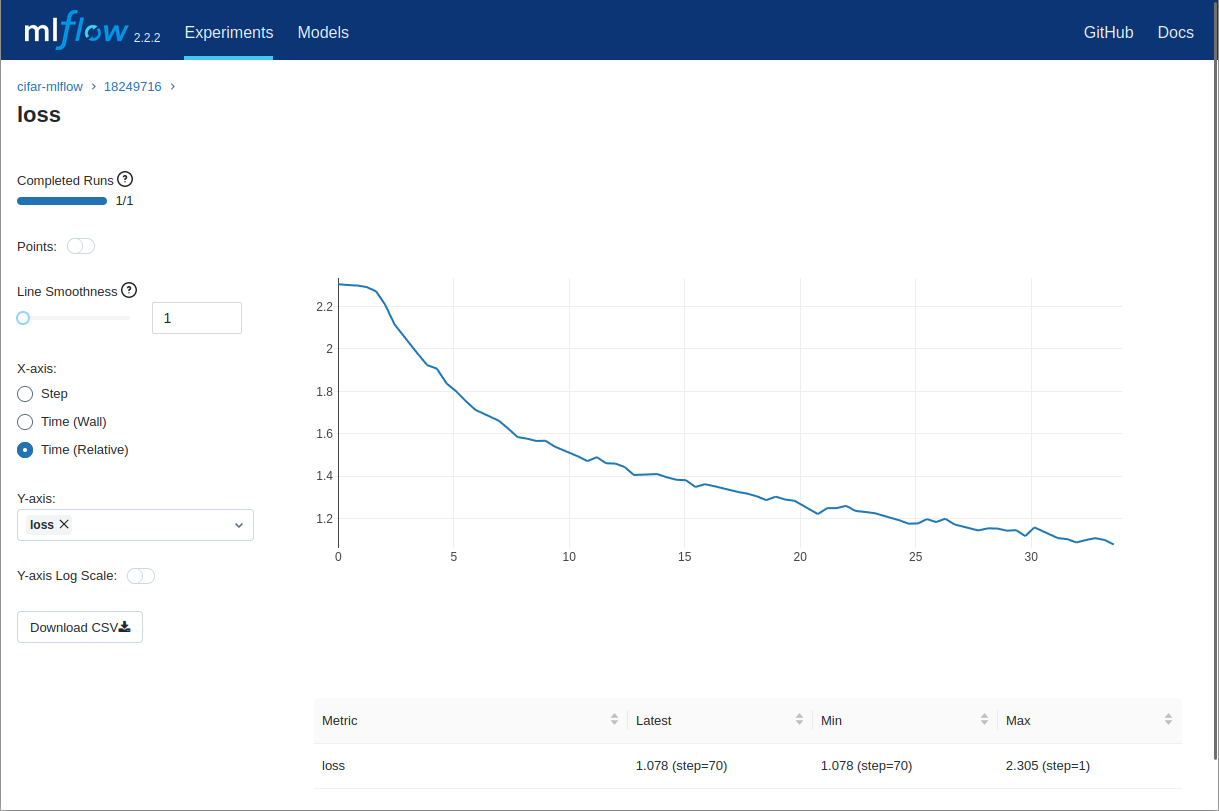 mlflow 2.2.2 Experiments Models GitHub Docs
cifar-mlflow > 18249716 >
loss
Completed Runs ?
1/1
Points:
Line Smoothness ?
1
X-axis:
Step
Time (Wall)
Time (Relative)
Y-axis:
loss
Y-axis Log Scale:
Download CSV
2.2
2
1.8
1.6
1.4
1.2
0 5 10 15 20 25 30
Metric Latest Min Max
loss 1.078 (step=70) 1.078 (step=70) 2.305 (step=1)